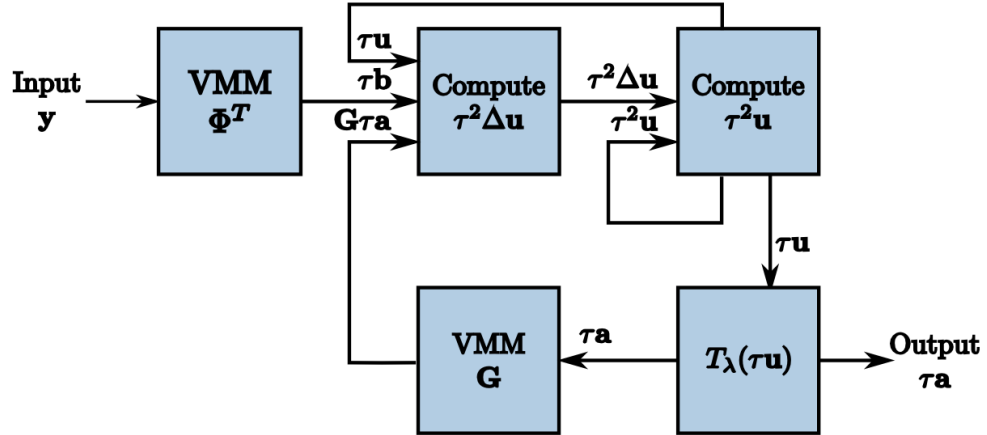 Input
y
VMM
Φ^T
τu
τb
Gτa
Compute
τ²Δu
τ²Δu
τ²u
Compute
τ²u
τu
VMM
G
τa
T_λ(τu)
Output
τa